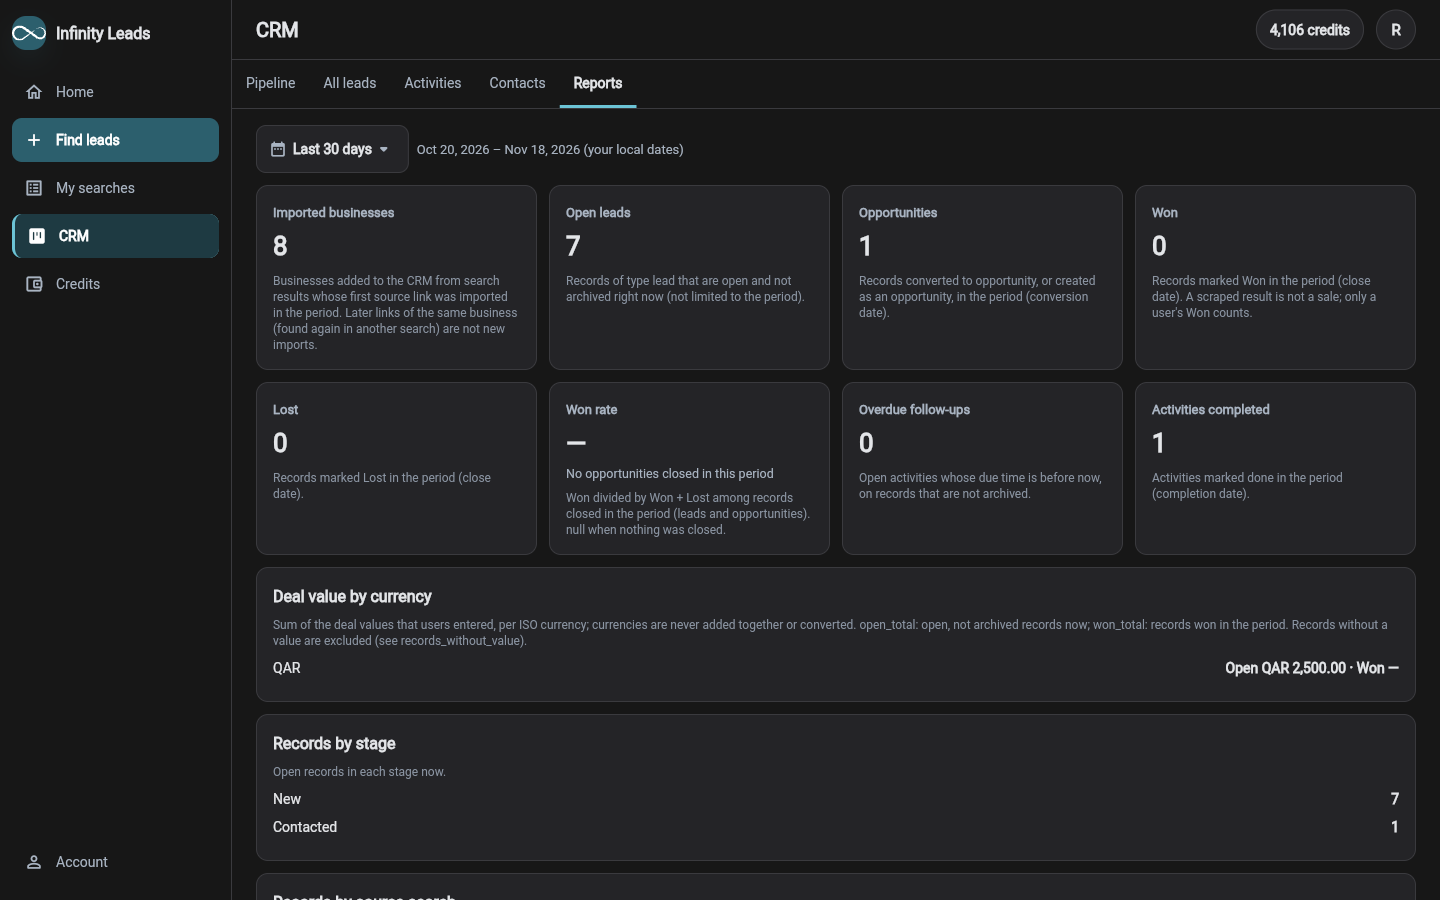 Infinity Leads
Home
Find leads
My searches
CRM
Credits
Account
CRM
4,106 credits
R
Pipeline
All leads
Activities
Contacts
Reports
Last 30 days
Oct 20, 2026 – Nov 18, 2026 (your local dates)
Imported businesses
8
Businesses added to the CRM from search
results whose first source link was imported
in the period. Later links of the same business
(found again in another search) are not new
imports.
Open leads
7
Records of type lead that are open and not
archived right now (not limited to the period).
Opportunities
1
Records converted to opportunity, or created
as an opportunity, in the period (conversion
date).
Won
0
Records marked Won in the period (close
date). A scraped result is not a sale; only a
user's Won counts.
Lost
0
Records marked Lost in the period (close
date).
Won rate
—
No opportunities closed in this period
Won divided by Won + Lost among records
closed in the period (leads and opportunities).
null when nothing was closed.
Overdue follow-ups
0
Open activities whose due time is before now,
on records that are not archived.
Activities completed
1
Activities marked done in the period
(completion date).
Deal value by currency
Sum of the deal values that users entered, per ISO currency; currencies are never added together or converted. open_total: open, not archived records now; won_total: records won in the period. Records without a
value are excluded (see records_without_value).
QAR
Open QAR 2,500.00 · Won —
Records by stage
Open records in each stage now.
New
7
Contacted
1
Records by source search